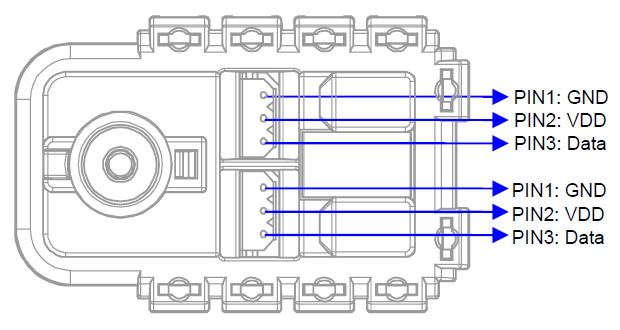 PIN1: GND
PIN2: VDD
PIN3: Data
PIN1: GND
PIN2: VDD
PIN3: Data